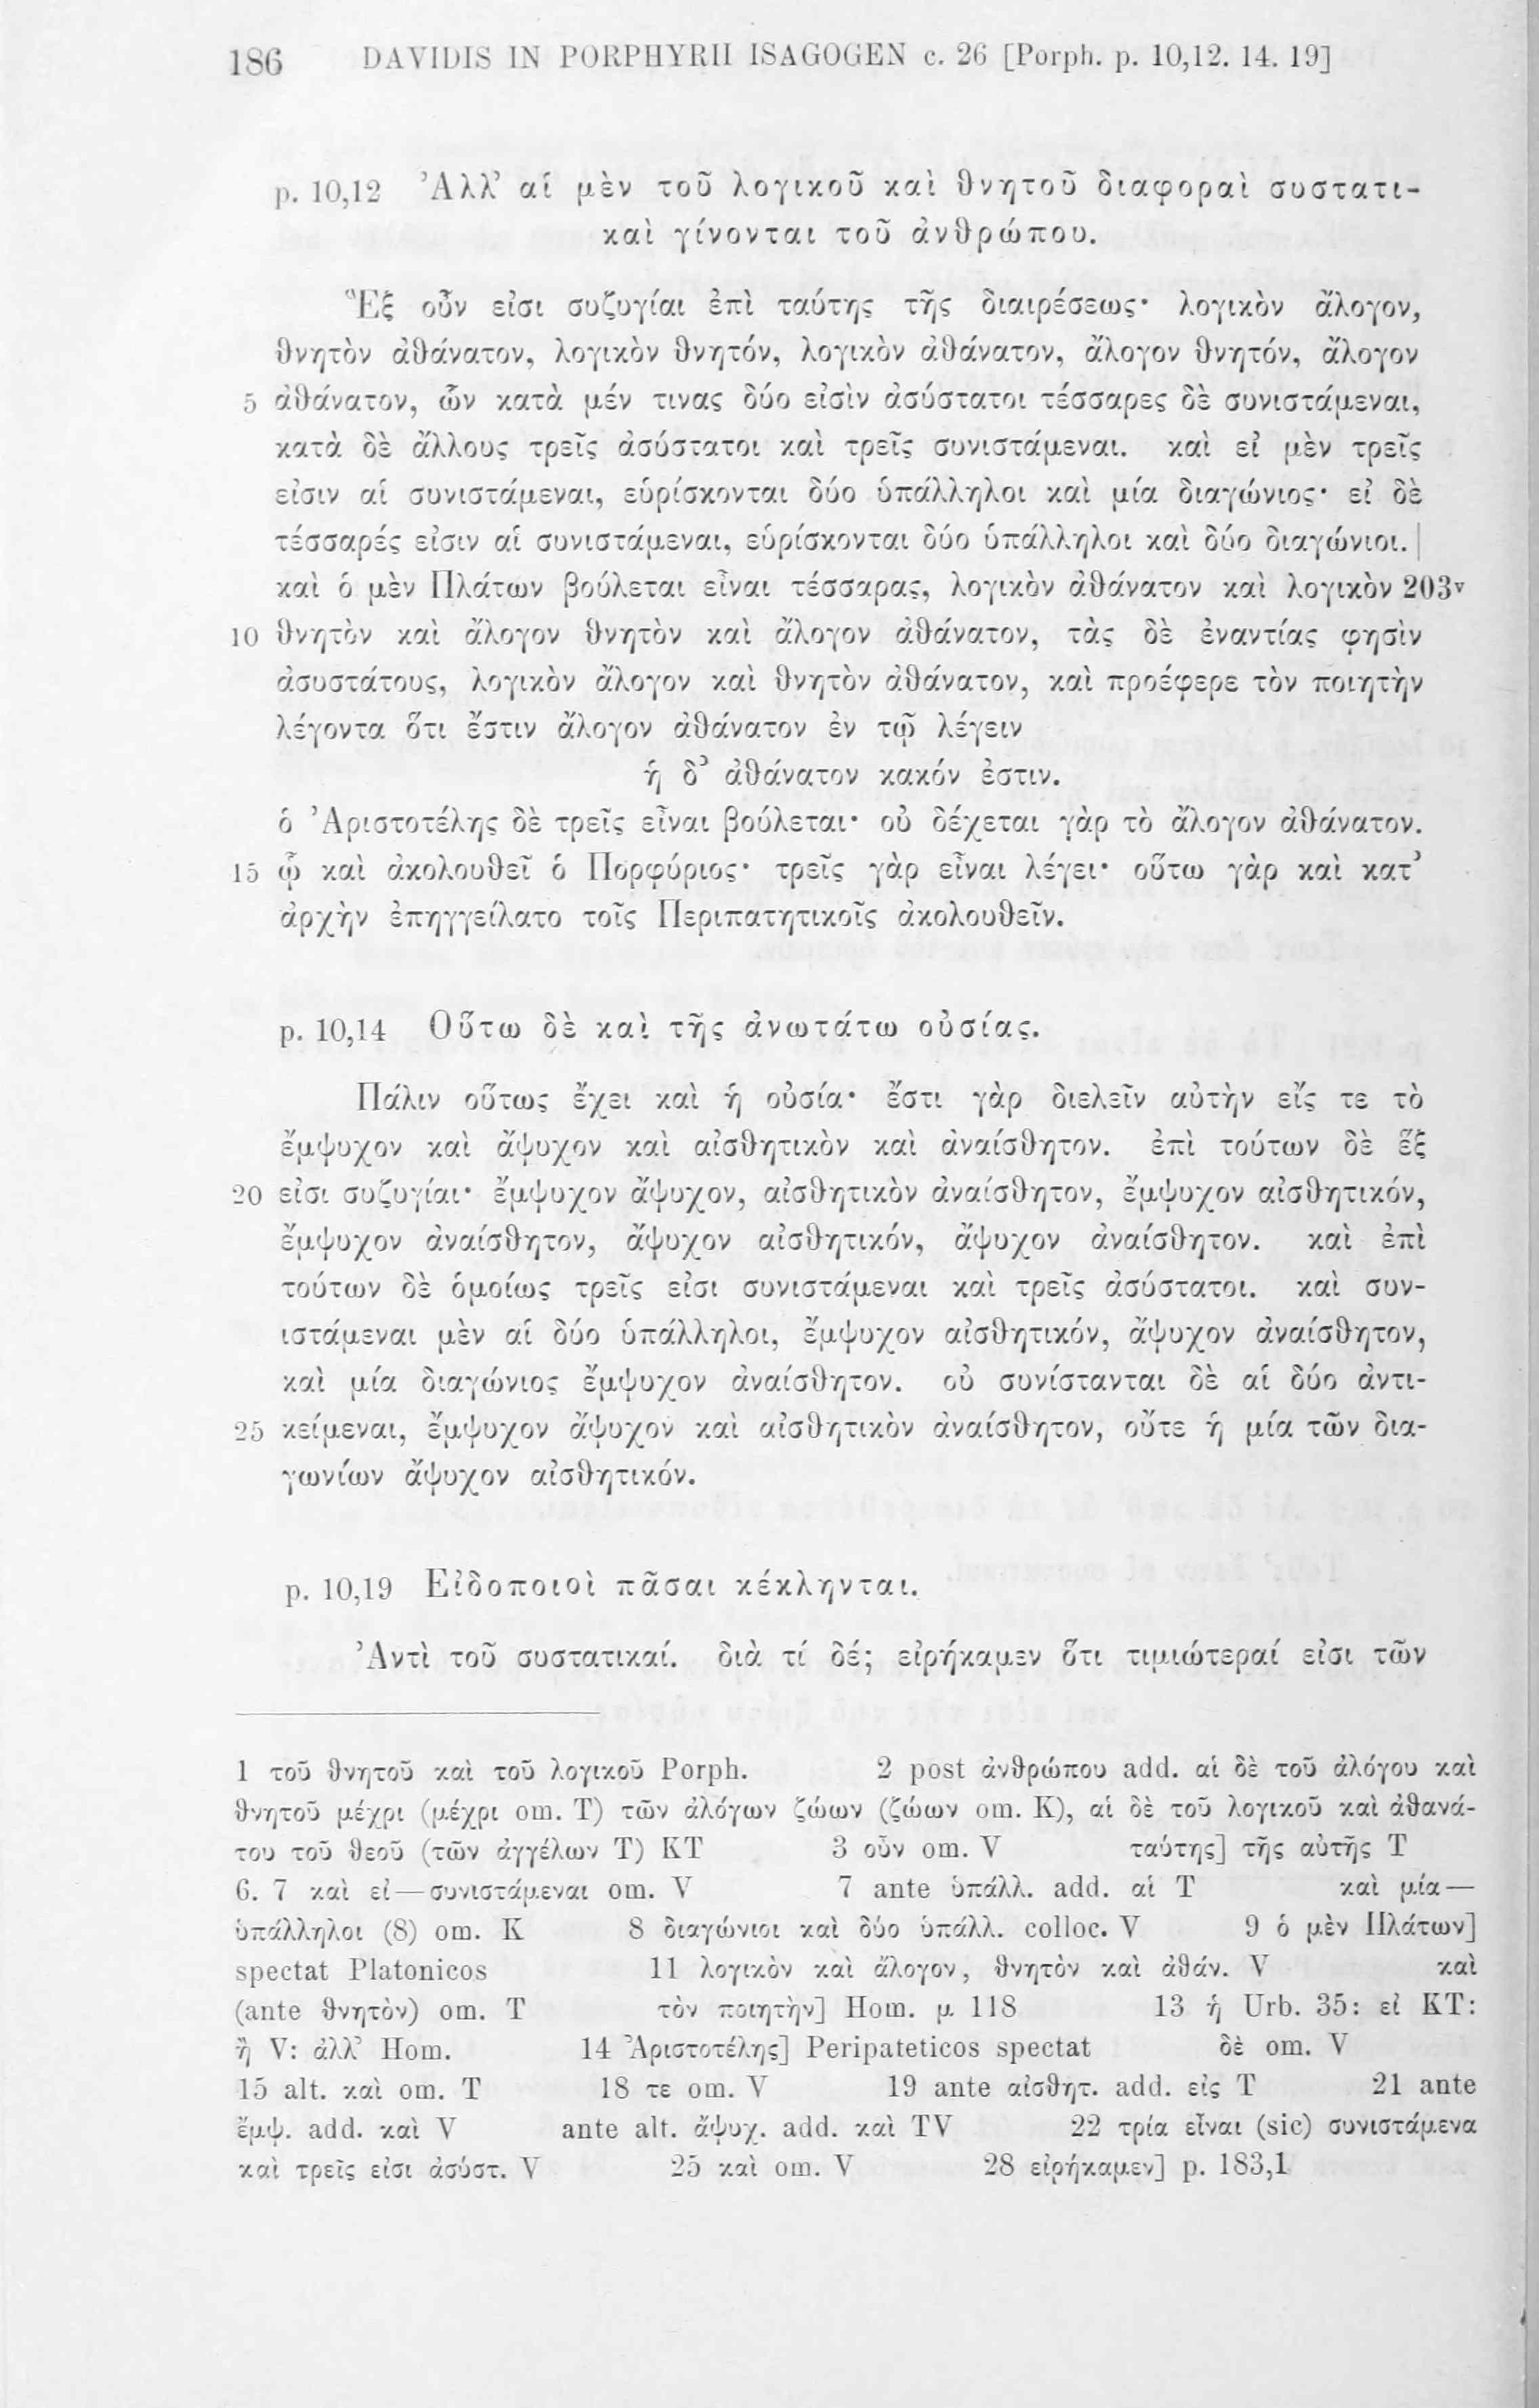 186 DAVIDIS IN PORPHYRII ISAGOGEN c. 26 [Porph. p. 10,12. 14. 19]
p. 10,12 Ἀλλ’ αἱ μὲν τοῦ λογικοῦ καὶ θνητοῦ διαφοραὶ συστατι-
καὶ γίνονται τοῦ ἀνθρώπου.
Ἓξ οὖν εἰσι συζυγίαι ἐπὶ ταύτης τῆς διαιρέσεως· λογικὸν ἄλογον,
θνητὸν ἀθάνατον, λογικὸν θνητόν, λογικὸν ἀθάνατον, ἄλογον θνητόν, ἄλογον
5 ἀθάνατον, ὧν κατὰ μέν τινας δύο εἰσὶν ἀσύστατοι τέσσαρες δὲ συνιστάμεναι,
κατὰ δὲ ἄλλους τρεῖς ἀσύστατοι καὶ τρεῖς συνιστάμεναι. καὶ εἰ μὲν τρεῖς
εἰσιν αἱ συνιστάμεναι, εὑρίσκονται δύο ὑπάλληλοι καὶ μία διαγώνιος· εἰ δὲ
τέσσαρές εἰσιν αἱ συνιστάμεναι, εὑρίσκονται δύο ὑπάλληλοι καὶ δύο διαγώνιοι. |
καὶ ὁ μὲν Πλάτων βούλεται εἶναι τέσσαρας, λογικὸν ἀθάνατον καὶ λογικὸν 203v
10 θνητὸν καὶ ἄλογον θνητὸν καὶ ἄλογον ἀθάνατον, τὰς δὲ ἐναντίας φησὶν
ἀσυστάτους, λογικὸν ἄλογον καὶ θνητὸν ἀθάνατον, καὶ προέφερε τὸν ποιητὴν
λέγοντα ὅτι ἔστιν ἄλογον ἀθάνατον ἐν τῷ λέγειν
ἡ δ’ ἀθάνατον κακόν ἐστιν.
ὁ Ἀριστοτέλης δὲ τρεῖς εἶναι βούλεται· οὐ δέχεται γὰρ τὸ ἄλογον ἀθάνατον.
15 ᾧ καὶ ἀκολουθεῖ ὁ Πορφύριος· τρεῖς γὰρ εἶναι λέγει· οὕτω γὰρ καὶ κατ’
ἀρχὴν ἐπηγγείλατο τοῖς Περιπατητικοῖς ἀκολουθεῖν.
p. 10,14 Οὕτω δὲ καὶ τῆς ἀνωτάτω οὐσίας.
Πάλιν οὕτως ἔχει καὶ ἡ οὐσία· ἔστι γὰρ διελεῖν αὐτὴν εἴς τε τὸ
ἔμψυχον καὶ ἄψυχον καὶ αἰσθητικὸν καὶ ἀναίσθητον. ἐπὶ τούτων δὲ ἓξ
20 εἰσι συζυγίαι· ἔμψυχον ἄψυχον, αἰσθητικὸν ἀναίσθητον, ἔμψυχον αἰσθητικόν,
ἔμψυχον ἀναίσθητον, ἄψυχον αἰσθητικόν, ἄψυχον ἀναίσθητον. καὶ ἐπὶ
τούτων δὲ ὁμοίως τρεῖς εἰσι συνιστάμεναι καὶ τρεῖς ἀσύστατοι. καὶ συν-
ιστάμεναι μὲν αἱ δύο ὑπάλληλοι, ἔμψυχον αἰσθητικόν, ἄψυχον ἀναίσθητον,
καὶ μία διαγώνιος ἔμψυχον ἀναίσθητον. οὐ συνίστανται δὲ αἱ δύο ἀντι-
25 κείμεναι, ἔμψυχον ἄψυχον καὶ αἰσθητικὸν ἀναίσθητον, οὔτε ἡ μία τῶν δια-
γωνίων ἄψυχον αἰσθητικόν.
p. 10,19 Εἰδοποιοὶ πᾶσαι κέκληνται.
Ἀντὶ τοῦ συστατικαί. διὰ τί δέ; εἰρήκαμεν ὅτι τιμιώτεραί εἰσι τῶν
1 τοῦ θνητοῦ καὶ τοῦ λογικοῦ Porph. 2 post ἀνθρώπου add. αἱ δὲ τοῦ ἀλόγου καὶ
θνητοῦ μέχρι (μέχρι om. T) τῶν ἀλόγων ζώων (ζώων om. K), αἱ δὲ τοῦ λογικοῦ καὶ ἀθανά-
του τοῦ θεοῦ (τῶν ἀγγέλων T) KT 3 οὖν om. V ταύτης] τῆς αὐτῆς T
6. 7 καὶ εἰ—συνιστάμεναι om. V 7 ante ὑπάλλ. add. αἱ T καὶ μία—
ὑπάλληλοι (8) om. K 8 διαγώνιοι καὶ δύο ὑπάλλ. colloc. V 9 ὁ μὲν Πλάτων]
spectat Platonicos 11 λογικὸν καὶ ἄλογον, θνητὸν καὶ ἀθάν. V καὶ
(ante θνητὸν) om. T τὸν ποιητὴν] Hom. μ 118 13 ἡ Urb. 35: εἰ KT:
ἢ V: ἀλλ’ Hom. 14 Ἀριστοτέλης] Peripateticos spectat δὲ om. V
15 alt. καὶ om. T 18 τε om. V 19 ante αἰσθητ. add. εἰς T 21 ante
ἔμψ. add. καὶ V ante alt. ἄψυχ. add. καὶ TV 22 τρία εἶναι (sic) συνιστάμενα
καὶ τρεῖς εἰσι ἀσύστ. V 25 καὶ om. V 28 εἰρήκαμεν] p. 183,1